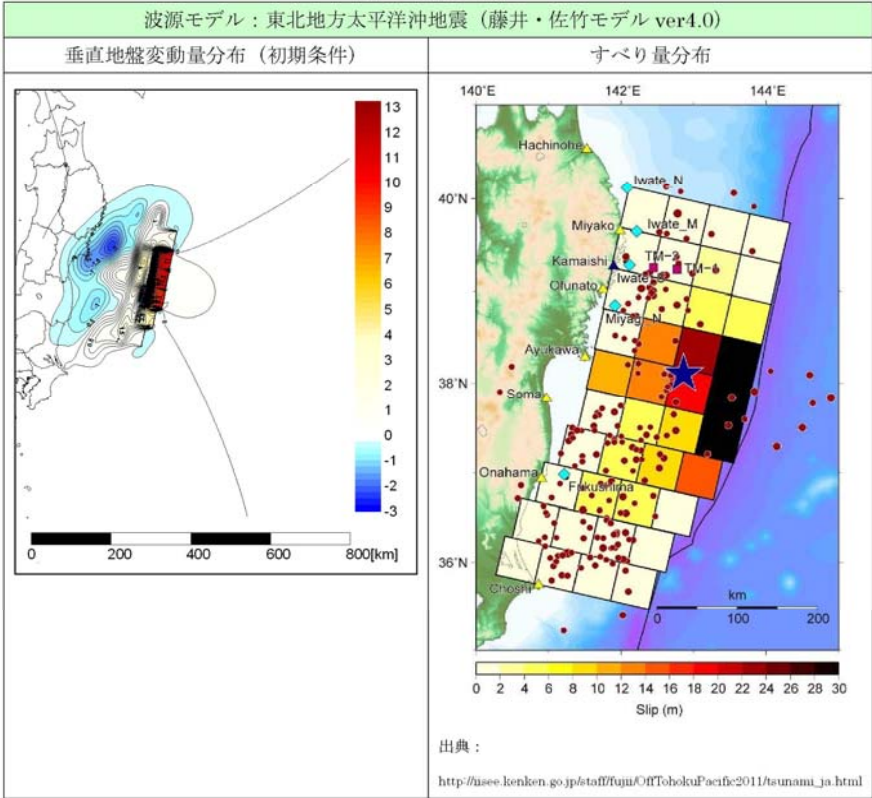 波源モデル：東北地方太平洋沖地震（藤井・佐竹モデル ver4.0）
垂直地盤変動量分布（初期条件）
すべり量分布
13
12
11
10
9
8
7
6
5
4
3
2
1
0
-1
-2
-3
0 200 400 600 800[km]
140°E 142°E 144°E
Hachinohe
40°N
Iwate_N
Miyako
Iwate_M
Kamaishi
TM-2
TM-1
Ofunato
Miyagi_N
Ayukawa
38°N
Soma
Onahama
Fukushima
36°N
Choshi
km
0 100 200
0 2 4 6 8 10 12 14 16 18 20 22 24 26 28 30
Slip (m)
出典：
http://iisee.kenken.go.jp/staff/fujii/OffTohokuPacific2011/tsunami_ja.html